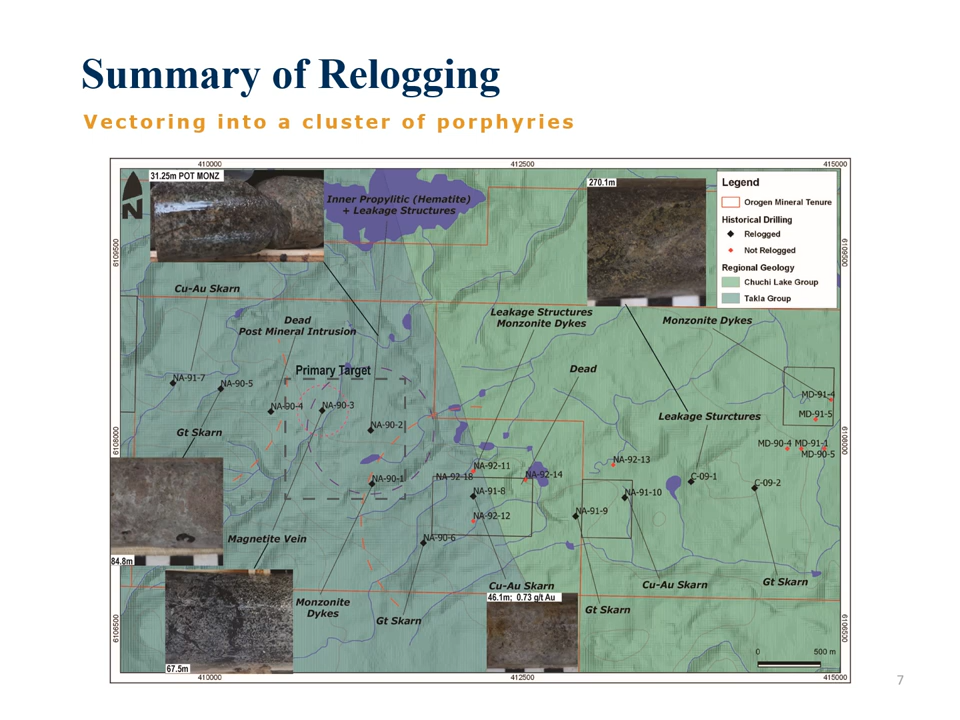 Summary of Relogging
Vectoring into a cluster of porphyries
410000
412500
415000
31.25m POT MONZ
N
Inner Propylitic (Hematite)
+ Leakage Structures
270.1m
Legend
Orogen Mineral Tenure
Historical Drilling
Relogged
Not Relogged
Regional Geology
Chuchi Lake Group
Takla Group
6109500
6109500
Cu-Au Skarn
Dead
Post Mineral Intrusion
Leakage Structures
Monzonite Dykes
Monzonite Dykes
Primary Target
Dead
NA-91-7
NA-90-5
NA-90-4
NA-90-3
NA-90-2
MD-91-4
MD-91-5
Leakage Sturctures
Gt Skarn
6108000
6108000
MD-90-4
MD-91-1
MD-90-5
NA-92-13
NA-92-11
NA-92-18
NA-92-14
NA-90-1
C-09-1
C-09-2
NA-91-8
NA-91-10
NA-92-12
NA-91-9
NA-90-6
Magnetite Vein
84.8m
Cu-Au Skarn
46.1m; 0.73 g/t Au
Cu-Au Skarn
Gt Skarn
Monzonite
Dykes
Gt Skarn
Gt Skarn
6106500
6106500
67.5m
0
500 m
410000
412500
415000
7